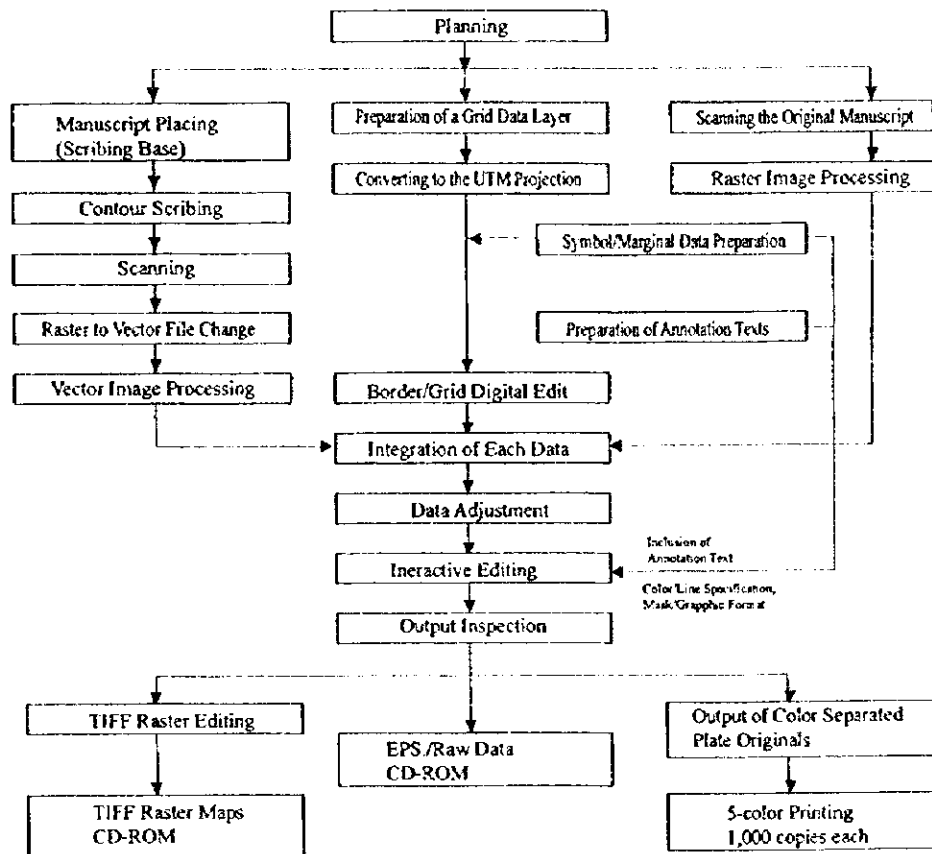 Planning
Manuscript Placing
(Scribing Base)
Preparation of a Grid Data Layer
Scanning the Original Manuscript
Contour Scribing
Converting to the UTM Projection
Raster Image Processing
Scanning
Symbol/Marginal Data Preparation
Raster to Vector File Change
Preparation of Annotation Texts
Vector Image Processing
Border/Grid Digital Edit
Integration of Each Data
Data Adjustment
Inclusion of
Annotation Text
Ineractive Editing
Color/Line Specification,
Mask/Grapphic Format
Output Inspection
TIFF Raster Editing
EPS./Raw Data
CD-ROM
Output of Color Separated
Plate Originals
TIFF Raster Maps
CD-ROM
5-color Printing
1,000 copies each